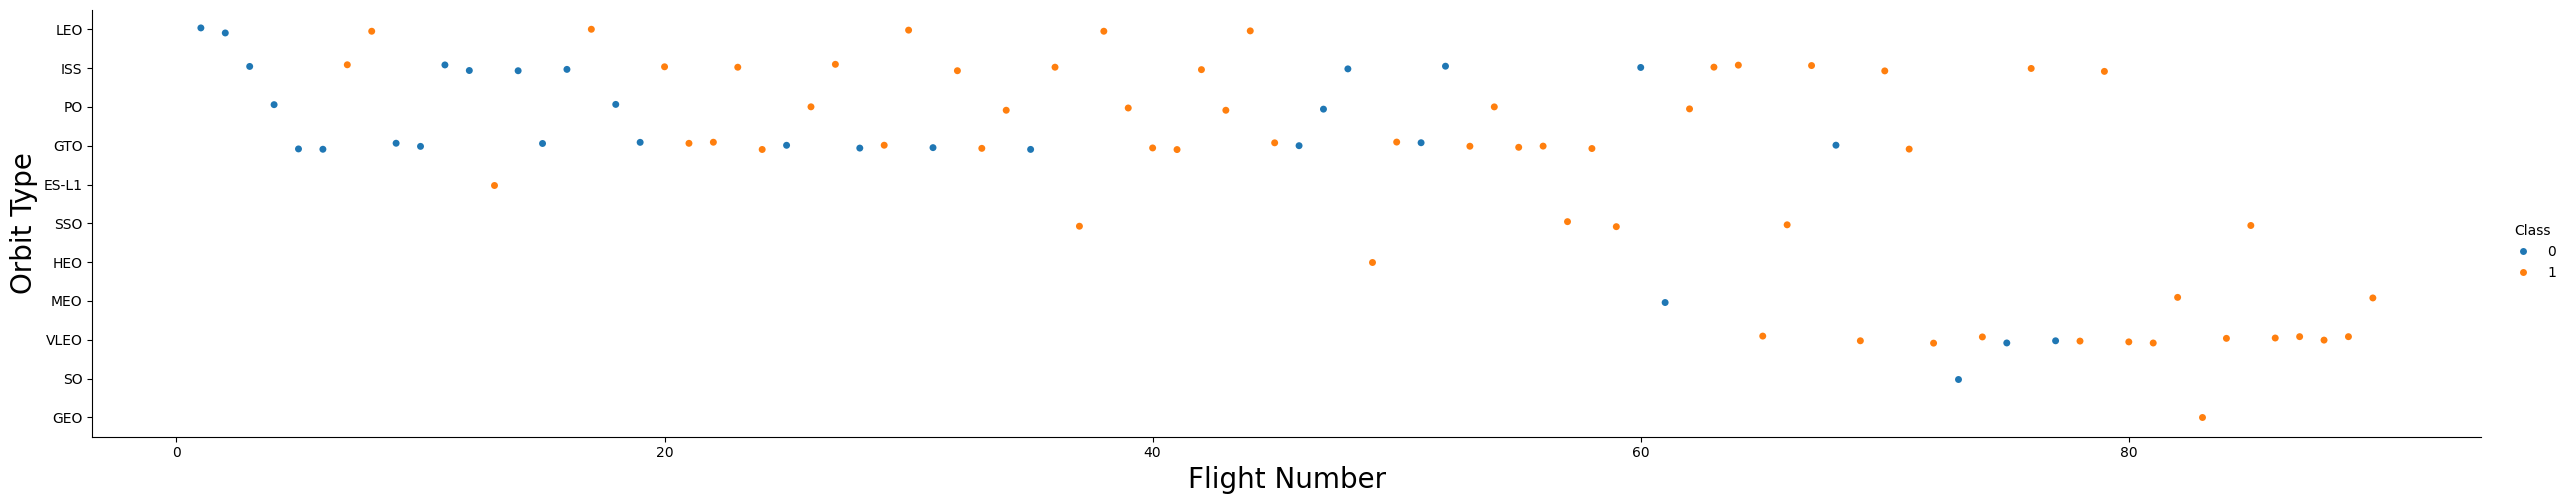 Orbit Type
LEO
ISS
PO
GTO
ES-L1
SSO
HEO
MEO
VLEO
SO
GEO
0 20 40 60 80
Flight Number
Class
0
1